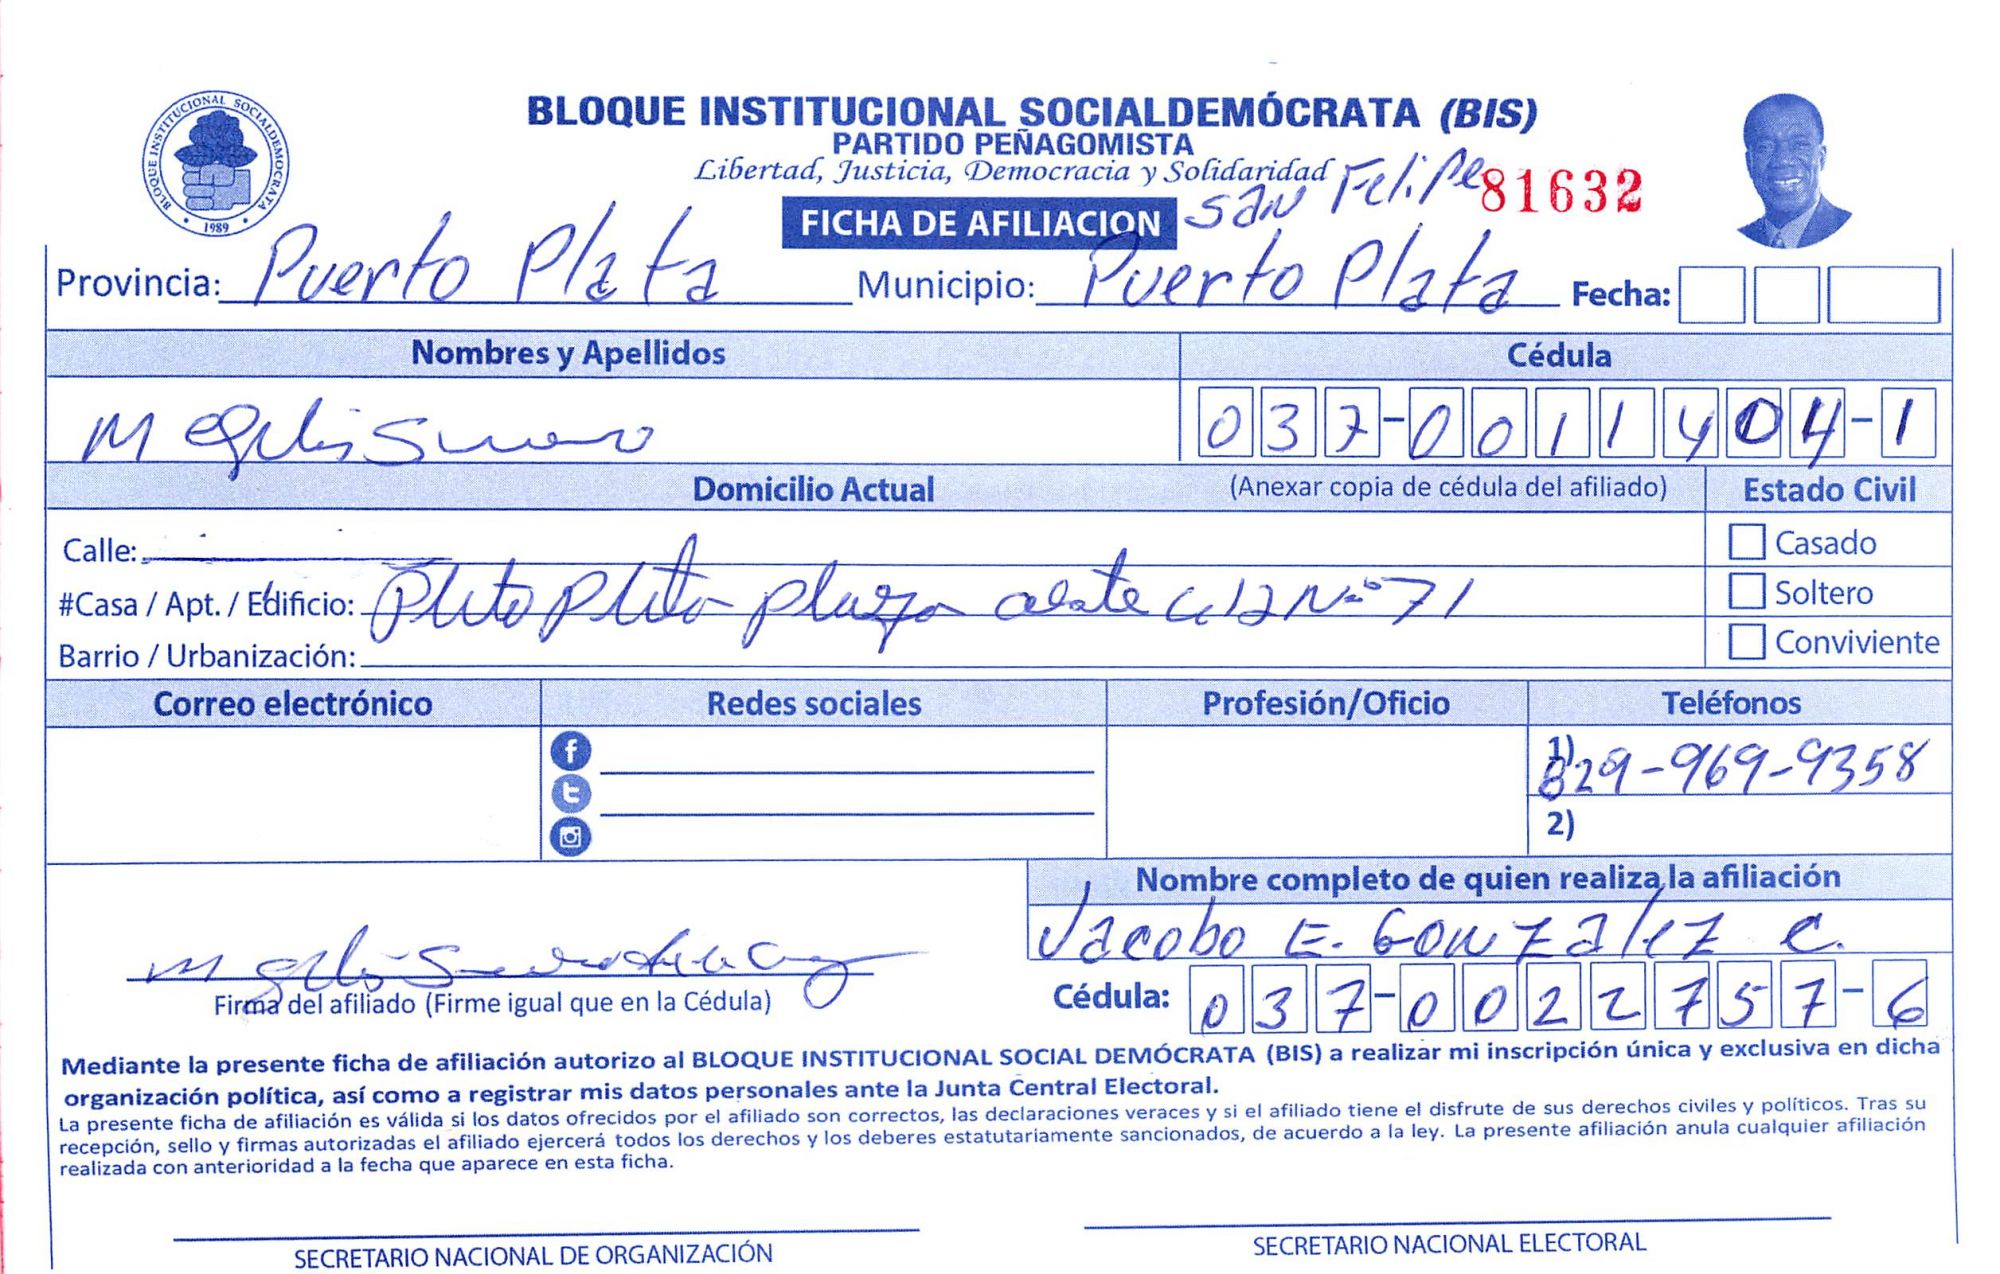 BLOQUE INSTITUCIONAL SOCIALDEMÓCRATA (BIS)
PARTIDO PEÑAGOMISTA
Libertad, Justicia, Democracia y Solidaridad
BLOQUE INSTITUCIONAL SOCIALDEMOCRATA
1989
FICHA DE AFILIACION SAN FeliPe 81632
Provincia: Puerto Plata Municipio: Puerto Plata Fecha:
Nombres y Apellidos Cédula
M 037-0011404-1
Domicilio Actual (Anexar copia de cédula del afiliado) Estado Civil
Calle: Casado
#Casa / Apt. / Edificio: plaza No 71 Soltero
Barrio / Urbanización: Conviviente
Correo electrónico Redes sociales Profesión/Oficio Teléfonos
1) 829-969-9358
2)
Nombre completo de quien realiza la afiliación
Jacobo E. GONZALEZ C.
Firma del afiliado (Firme igual que en la Cédula) Cédula: 037-0022757-6
Mediante la presente ficha de afiliación autorizo al BLOQUE INSTITUCIONAL SOCIAL DEMÓCRATA (BIS) a realizar mi inscripción única y exclusiva en dicha
organización política, así como a registrar mis datos personales ante la Junta Central Electoral.
La presente ficha de afiliación es válida si los datos ofrecidos por el afiliado son correctos, las declaraciones veraces y si el afiliado tiene el disfrute de sus derechos civiles y políticos. Tras su
recepción, sello y firmas autorizadas el afiliado ejercerá todos los derechos y los deberes estatutariamente sancionados, de acuerdo a la ley. La presente afiliación anula cualquier afiliación
realizada con anterioridad a la fecha que aparece en esta ficha.
SECRETARIO NACIONAL DE ORGANIZACIÓN SECRETARIO NACIONAL ELECTORAL